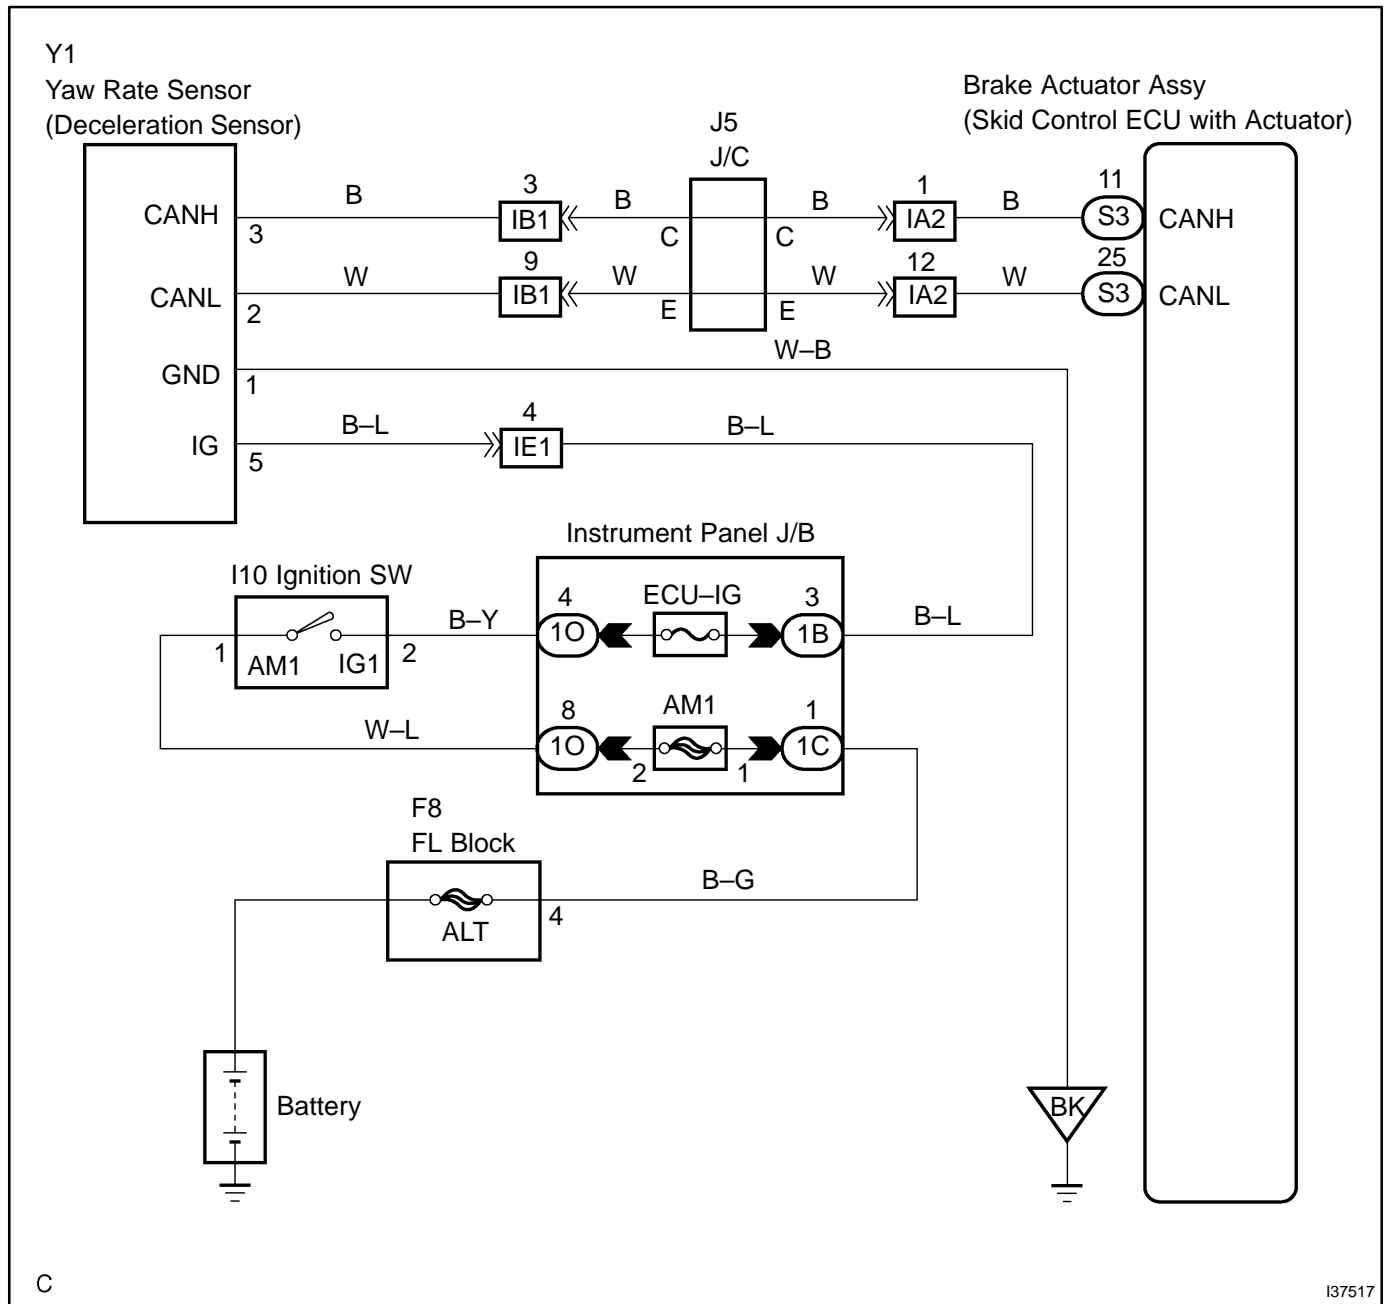 Y1
Yaw Rate Sensor
(Deceleration Sensor)
Brake Actuator Assy
(Skid Control ECU with Actuator)
J5
J/C
CANH
3
B
3
IB1
B
C
C
B
1
IA2
B
11
S3
CANH
CANL
2
W
9
IB1
W
E
E
W
12
IA2
W
25
S3
CANL
GND
1
W–B
IG
5
B–L
4
IE1
B–L
Instrument Panel J/B
I10 Ignition SW
1
AM1
IG1
2
B–Y
4
1O
ECU–IG
3
1B
B–L
W–L
8
1O
AM1
2
1
1
1C
F8
FL Block
ALT
4
B–G
Battery
BK
C
I37517